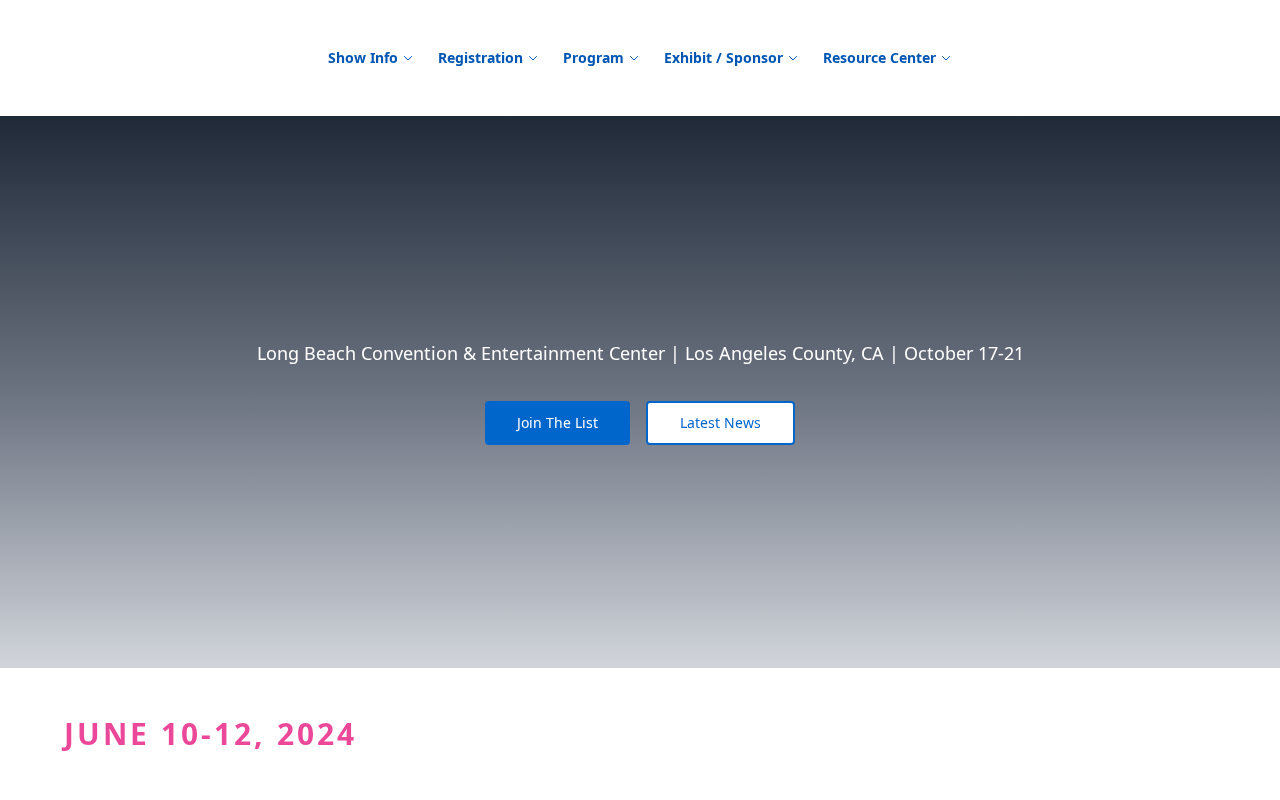 Show Info Registration Program Exhibit / Sponsor Resource Center
Long Beach Convention & Entertainment Center | Los Angeles County, CA | October 17-21
Join The List Latest News
JUNE 10-12, 2024